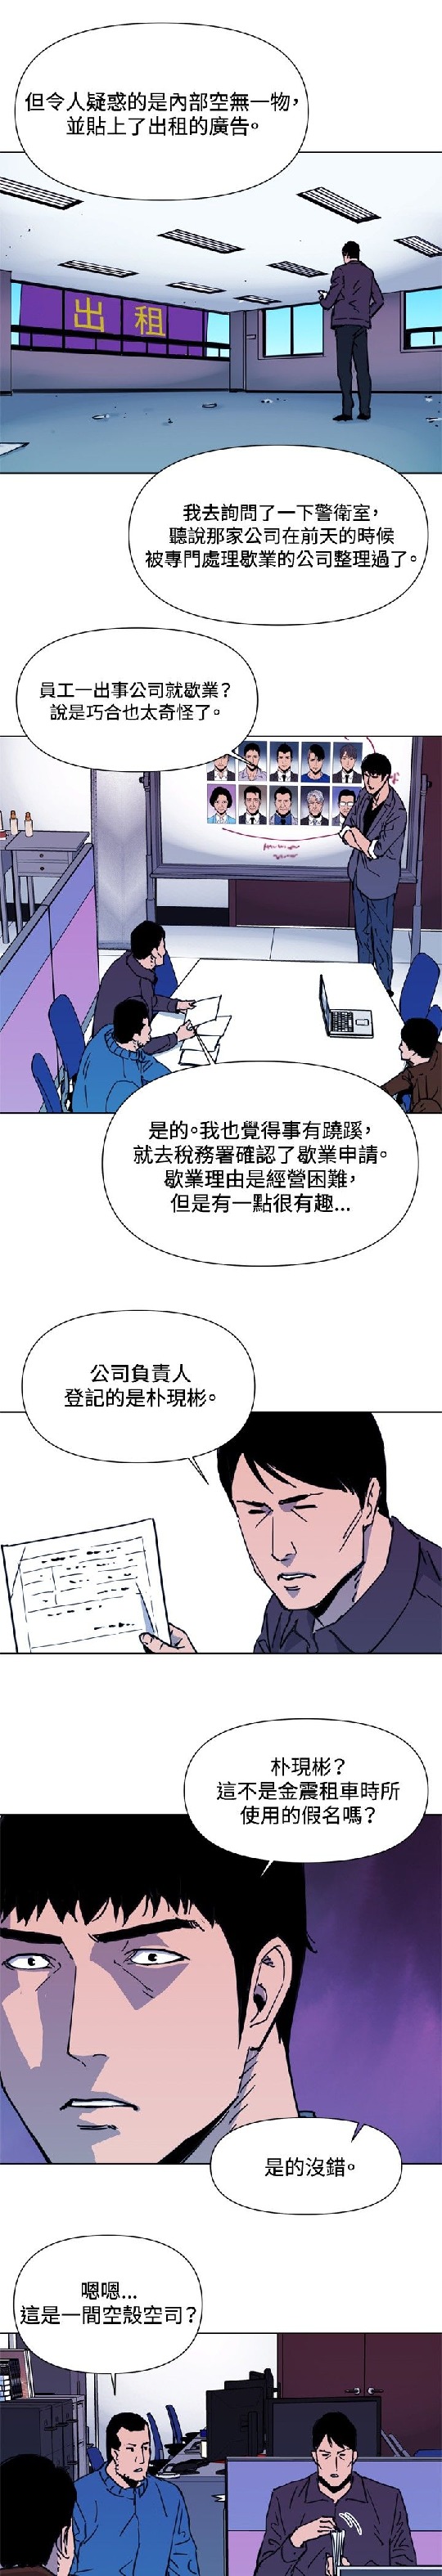 但令人疑惑的是內部空無一物，
並貼上了出租的廣告。
出租
我去詢問了一下警衛室，
聽說那家公司在前天的時候
被專門處理歇業的公司整理過了。
員工一出事公司就歇業？
說是巧合也太奇怪了。
是的。我也覺得事有蹺蹊，
就去稅務署確認了歇業申請。
歇業理由是經營困難，
但是有一點很有趣...
公司負責人
登記的是朴現彬。
朴現彬？
這不是金震租車時所
使用的假名嗎？
是的沒錯。
嗯嗯...
這是一間空殼空司？